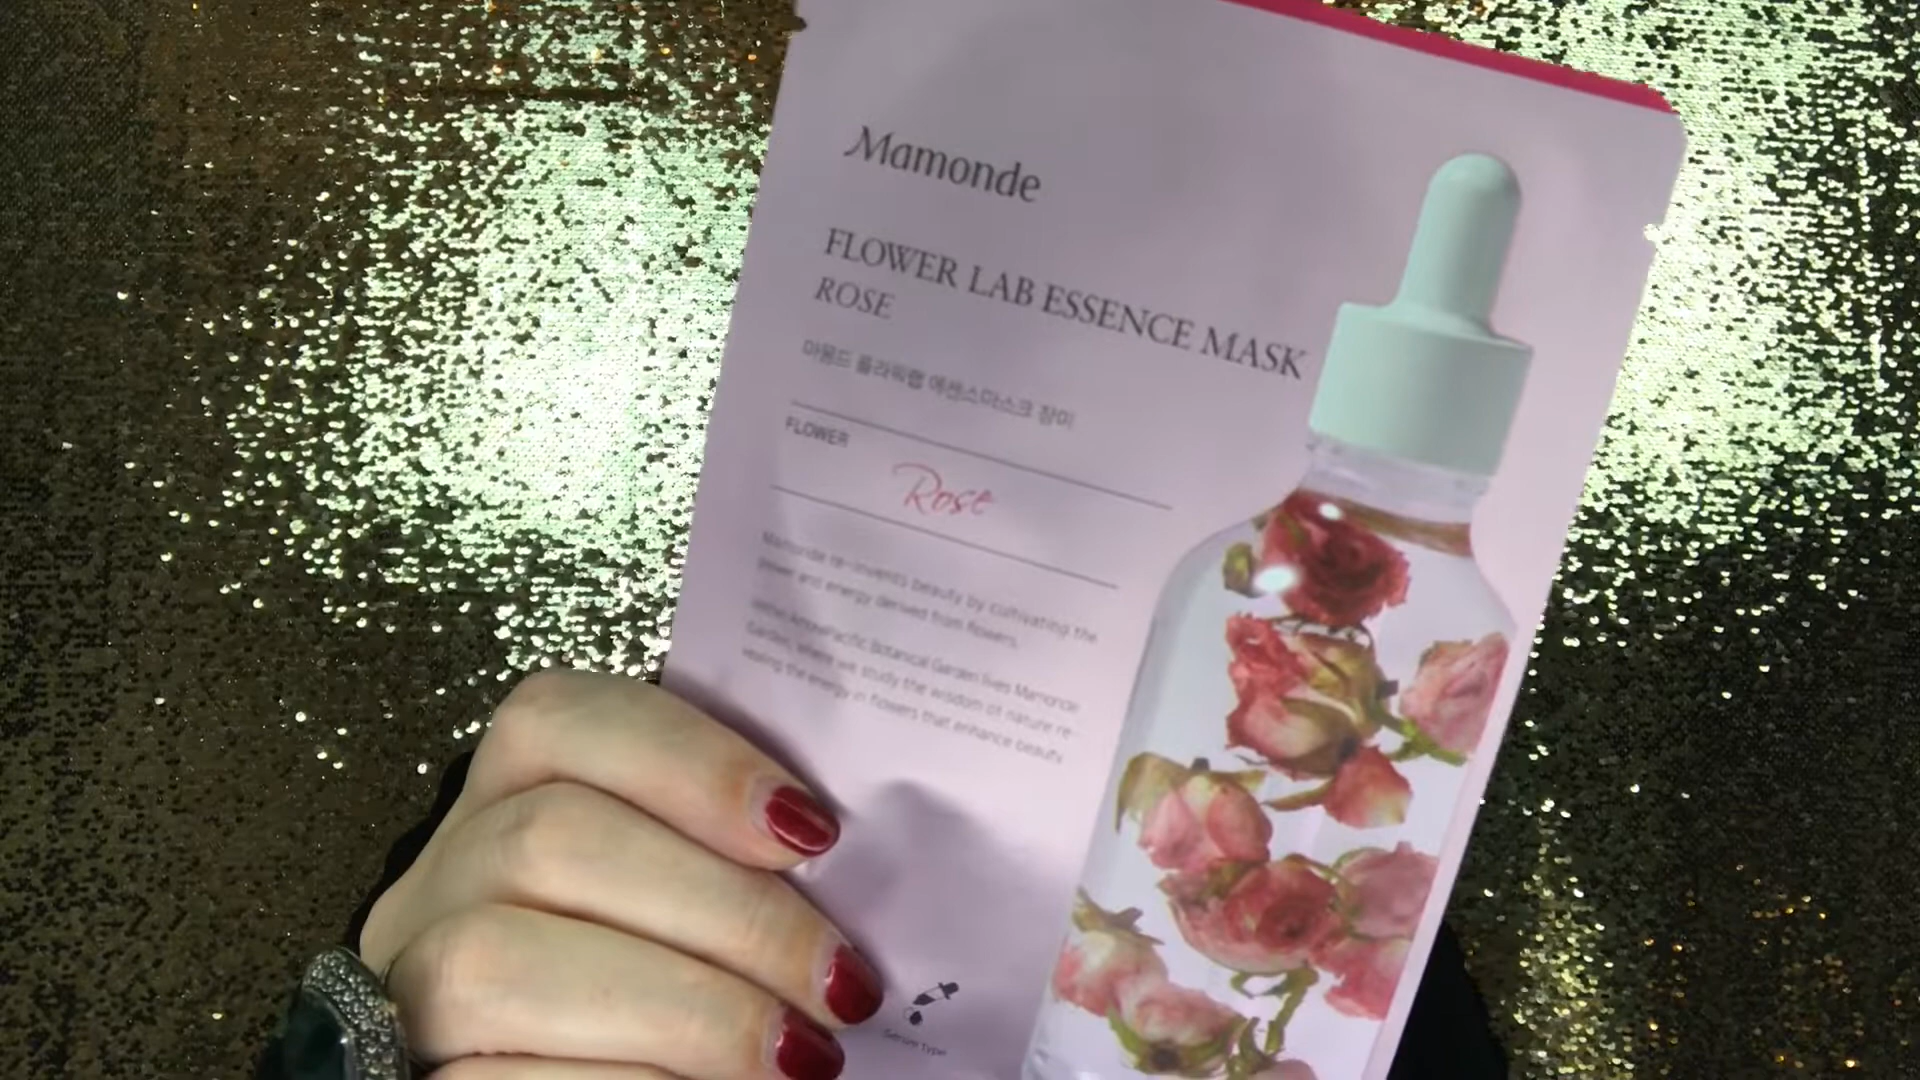 Mamonde
FLOWER LAB ESSENCE MASK
ROSE
마몽드 플라워랩 에센스마스크 장미
FLOWER
Rose
Mamonde re-invents beauty by cultivating the
power and energy derived from flowers.
Amorepacific Botanical Garden lives Mamonde
Garden, where we study the wisdom of nature re-
vealing the energy in flowers that enhance beauty.
Serum Type